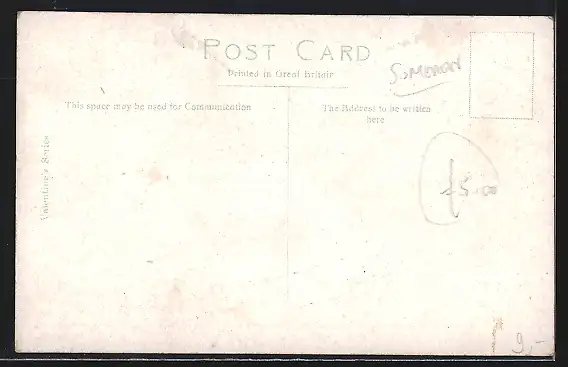 POST CARD
Printed in Great Britain
This space may be used for Communication
The Address to be written
here
Valentine's Series
£5.00
9,-